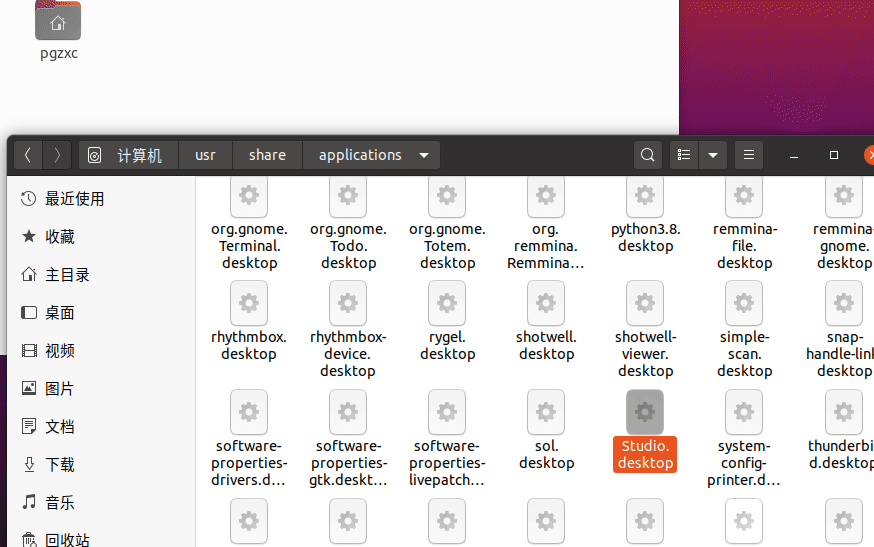 pgzxc
计算机 usr share applications
最近使用
收藏
主目录
桌面
视频
图片
文档
下载
音乐
回收站
org.gnome.
Terminal.
desktop
org.gnome.
Todo.
desktop
org.gnome.
Totem.
desktop
org.
remmina.
Remmina...
python3.8.
desktop
remmina-
file.
desktop
remmina-
gnome.
desktop
rhythmbox.
desktop
rhythmbox-
device.
desktop
rygel.
desktop
shotwell.
desktop
shotwell-
viewer.
desktop
simple-
scan.
desktop
snap-
handle-link
desktop
software-
properties-
drivers.d...
software-
properties-
gtk.deskt...
software-
properties-
livepatch...
sol.
desktop
Studio.
desktop
system-
config-
printer.d...
thunderbi
d.desktop